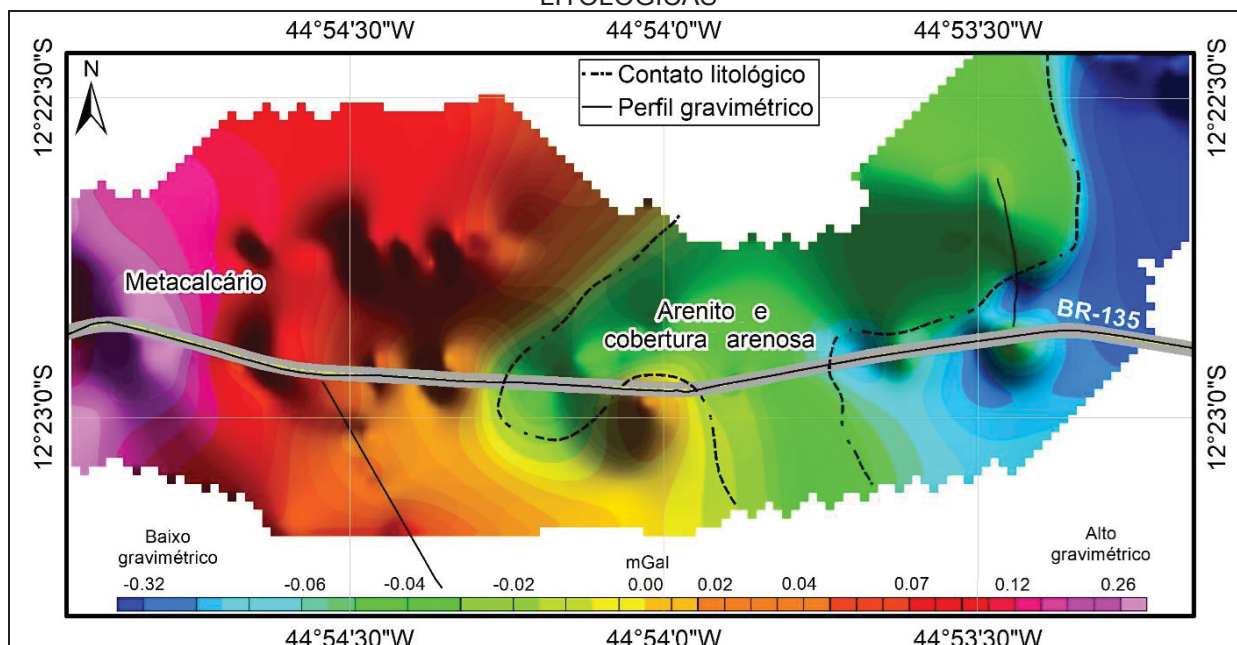 LITOLÓGICAS
44°54'30"W 44°54'0"W 44°53'30"W
N
Contato litológico
Perfil gravimétrico
12°22'30"S 12°22'30"S
Metacalcário
Arenito e
cobertura arenosa
BR-135
12°23'0"S 12°23'0"S
Baixo
gravimétrico
mGal
Alto
gravimétrico
-0.32 -0.06 -0.04 -0.02 0.00 0.02 0.04 0.07 0.12 0.26
44°54'30"W 44°54'0"W 44°53'30"W